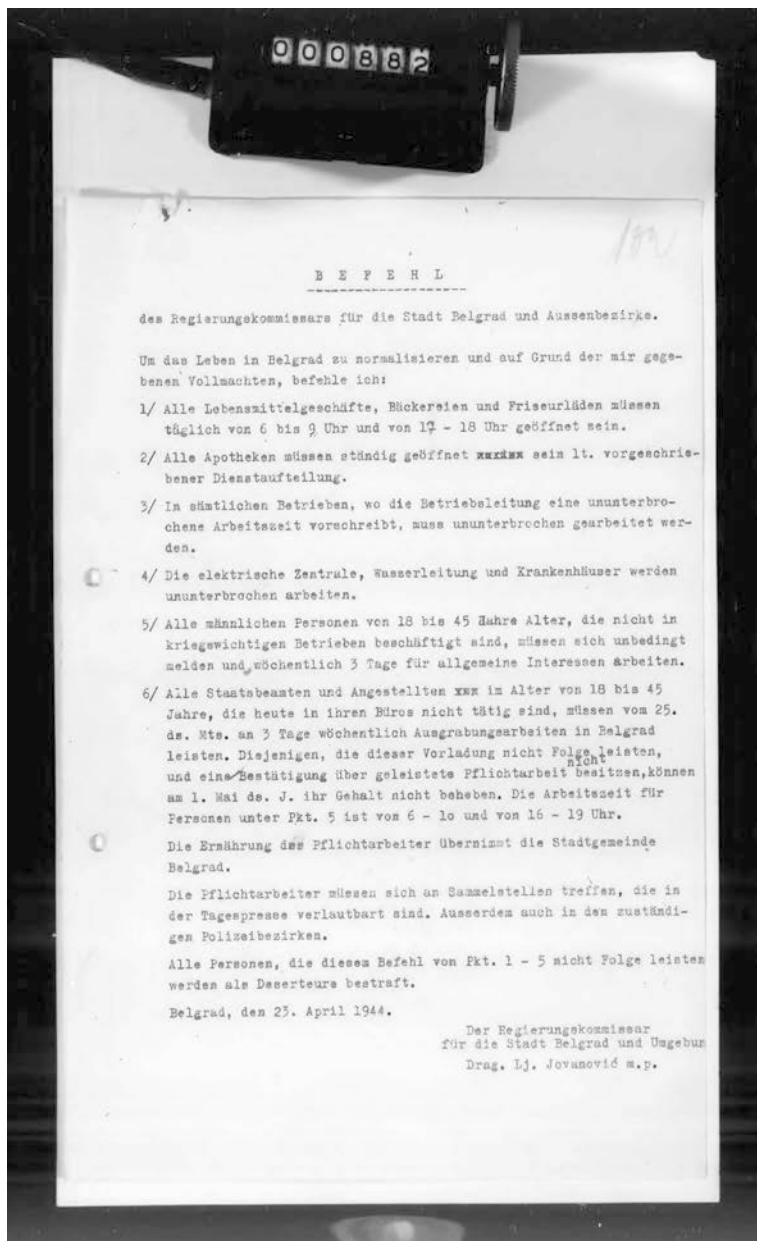 000882
182
B E F E H L
des Regierungskommissars für die Stadt Belgrad und Aussenbezirke.
Um das Leben in Belgrad zu normalisieren und auf Grund der mir gege-
benen Vollmachten, befehle ich:
1/ Alle Lebensmittelgeschäfte, Bäckereien und Friseurläden müssen
täglich von 6 bis 9 Uhr und von 17 - 18 Uhr geöffnet sein.
2/ Alle Apotheken müssen ständig geöffnet sein lt. vorgeschrie-
bener Dienstaufteilung.
3/ In sämtlichen Betrieben, wo die Betriebsleitung eine ununterbro-
chene Arbeitszeit vorschreibt, muss ununterbrochen gearbeitet wer-
den.
4/ Die elektrische Zentrale, Wasserleitung und Krankenhäuser werden
ununterbrochen arbeiten.
5/ Alle männlichen Personen von 18 bis 45 Jahre Alter, die nicht in
kriegswichtigen Betrieben beschäftigt sind, müssen sich unbedingt
melden und wöchentlich 3 Tage für allgemeine Interessen arbeiten.
6/ Alle Staatsbeamten und Angestellten xxx im Alter von 18 bis 45
Jahre, die heute in ihren Büros nicht tätig sind, müssen vom 25.
ds. Mts. an 3 Tage wöchentlich Ausgrabungsarbeiten in Belgrad
leisten. Diejenigen, die dieser Vorladung nicht Folge leisten,
und eine Bestätigung über geleistete Pflichtarbeit nicht besitzen, können
am 1. Mai ds. J. ihr Gehalt nicht beheben. Die Arbeitszeit für
Personen unter Pkt. 5 ist von 6 - lo und von 16 - 19 Uhr.
Die Ernährung der Pflichtarbeiter übernimmt die Stadtgemeinde
Belgrad.
Die Pflichtarbeiter müssen sich an Sammelstellen treffen, die in
der Tagespresse verlautbart sind. Ausserdem auch in den zuständi-
gen Polizeibezirken.
Alle Personen, die diesem Befehl von Pkt. 1 - 5 nicht Folge leisten
werden als Deserteure bestraft.
Belgrad, den 23. April 1944.
Der Regierungskommissar
für die Stadt Belgrad und Umgebun
Drag. Lj. Jovanović m.p.